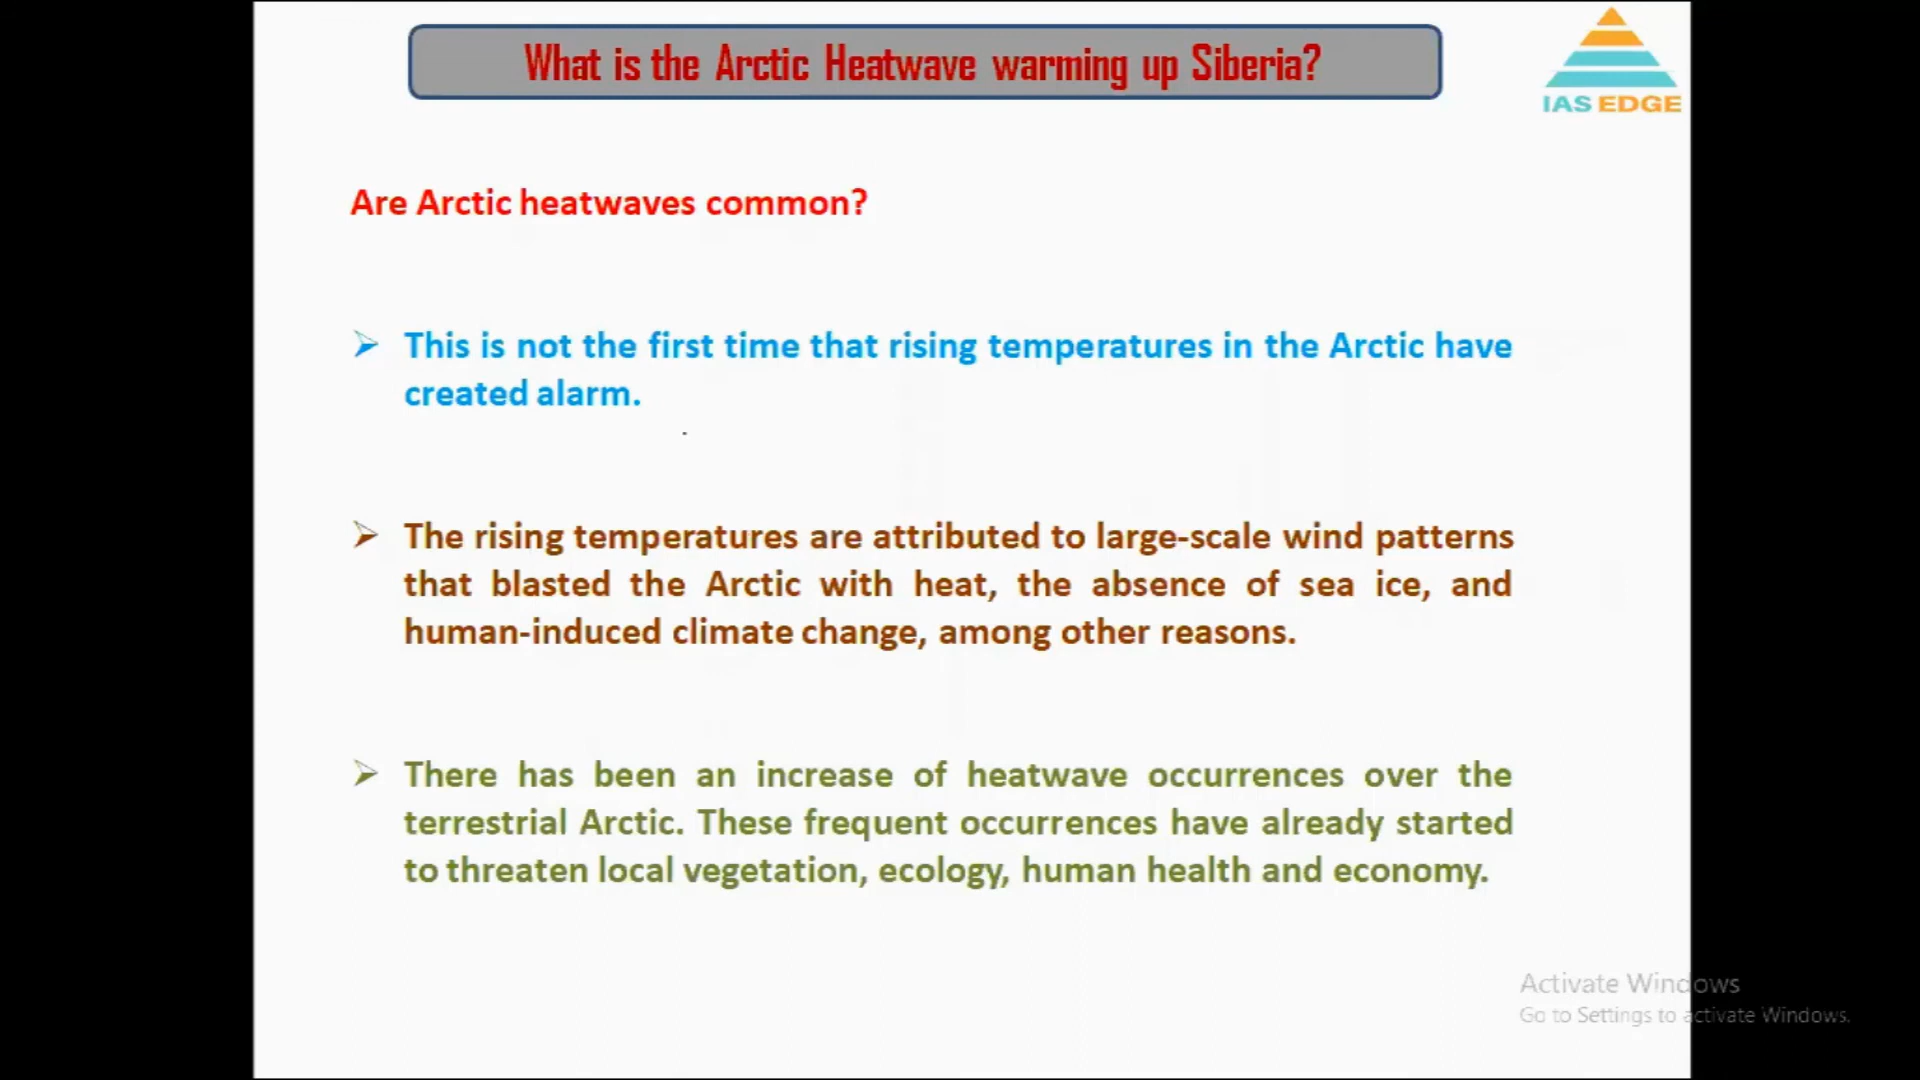 What is the Arctic Heatwave warming up Siberia?
IAS EDGE
Are Arctic heatwaves common?
This is not the first time that rising temperatures in the Arctic have
created alarm.
The rising temperatures are attributed to large-scale wind patterns
that blasted the Arctic with heat, the absence of sea ice, and
human-induced climate change, among other reasons.
There has been an increase of heatwave occurrences over the
terrestrial Arctic. These frequent occurrences have already started
to threaten local vegetation, ecology, human health and economy.
Activate Windows
Go to Settings to activate Windows.